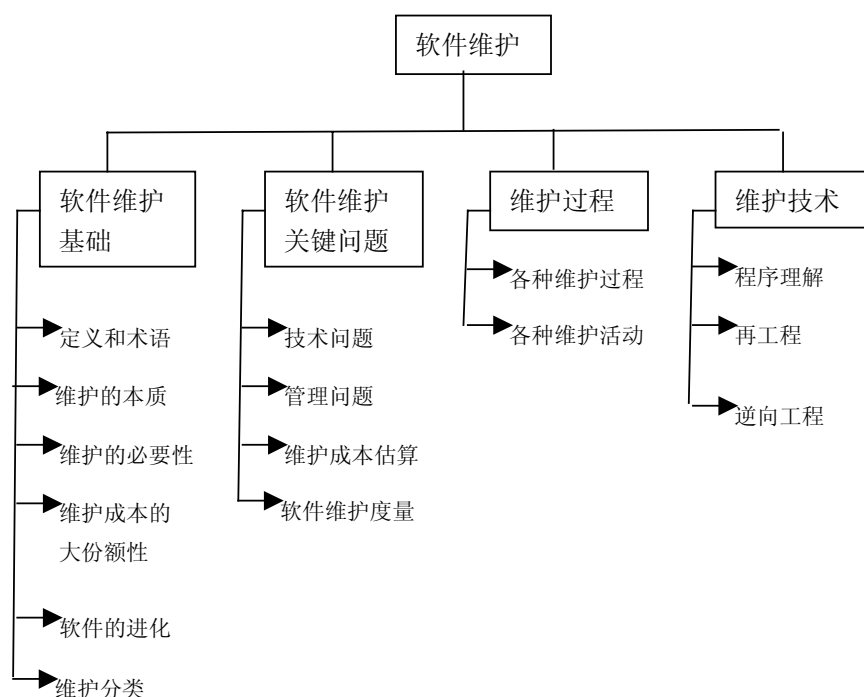 软件维护
软件维护
基础
定义和术语
维护的本质
维护的必要性
维护成本的
大份额性
软件的进化
维护分类
软件维护
关键问题
技术问题
管理问题
维护成本估算
软件维护度量
维护过程
各种维护过程
各种维护活动
维护技术
程序理解
再工程
逆向工程